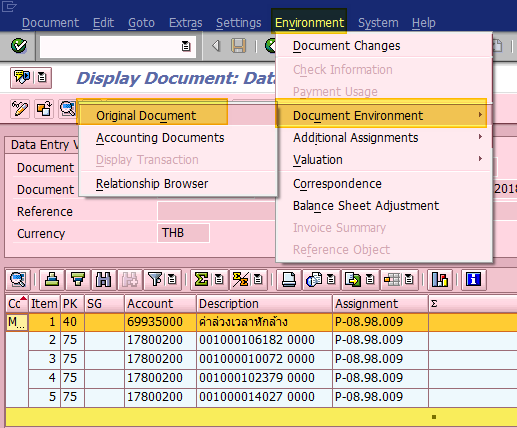 Document Edit Goto Extras Settings Environment System Help
Document Changes
Display Document: Dat
Check Information
Payment Usage
Original Document
Document Environment
Data Entry V
Accounting Documents
Additional Assignments
Document
Display Transaction
Valuation
Document
Relationship Browser
Correspondence
2018
Reference
Balance Sheet Adjustment
Currency THB
Invoice Summary
Reference Object
Cc Item PK SG Account Description Assignment Σ
M... 1 40 69935000 ค่าล่วงเวลาหักล้าง P-08.98.009
2 75 17800200 001000106182 0000 P-08.98.009
3 75 17800200 001000010072 0000 P-08.98.009
4 75 17800200 001000102379 0000 P-08.98.009
5 75 17800200 001000014027 0000 P-08.98.009